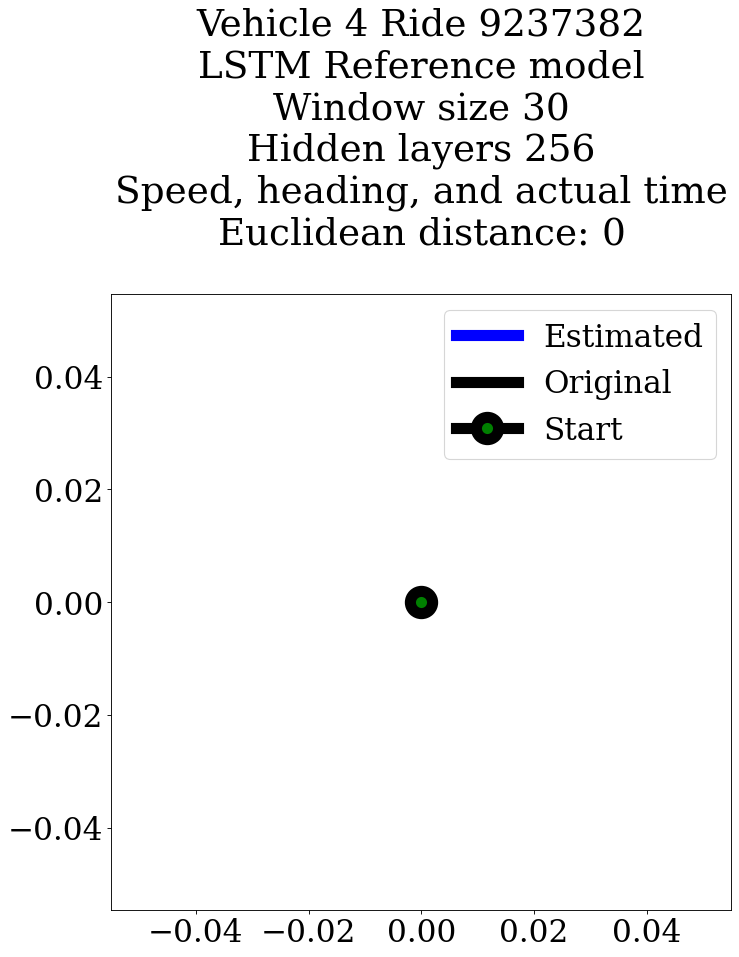 Vehicle 4 Ride 9237382
LSTM Reference model
Window size 30
Hidden layers 256
Speed, heading, and actual time
Euclidean distance: 0
Estimated
Original
Start
0.04
0.02
0.00
−0.02
−0.04
−0.04 −0.02 0.00 0.02 0.04